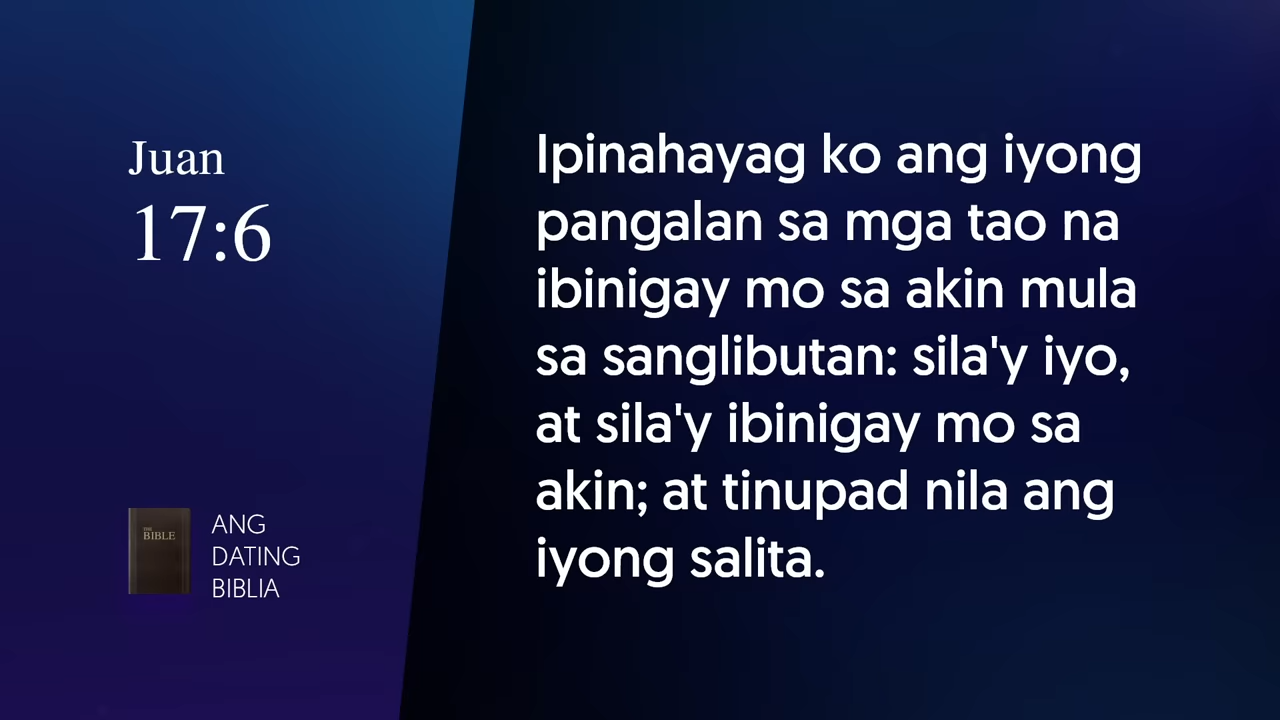 Juan
17:6
Ipinahayag ko ang iyong
pangalan sa mga tao na
ibinigay mo sa akin mula
sa sanglibutan: sila'y iyo,
at sila'y ibinigay mo sa
akin; at tinupad nila ang
iyong salita.
THE
BIBLE
ANG
DATING
BIBLIA